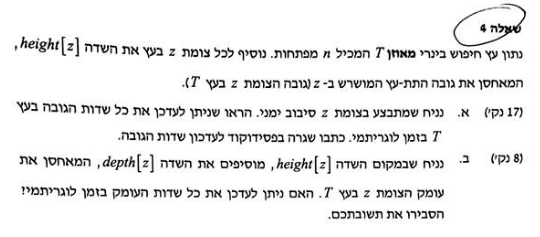 שאלה 4
נתון עץ חיפוש בינרי מאוזן T המכיל n מפתחות. נוסיף לכל צומת z בעץ את השדה height[z],
המאחסן את גובה התת-עץ המושרש ב- z (גובה הצומת z בעץ T).
(17 נקי) א. נניח שמתבצע בצומת z סיבוב ימני. הראו שניתן לעדכן את כל שדות הגובה בעץ
T בזמן לוגריתמי. כתבו שגרה בפסידוקוד לעדכון שדות הגובה.
(8 נקי) ב. נניח שבמקום השדה height[z], מוסיפים את השדה depth[z], המאחסן את
עומק הצומת z בעץ T. האם ניתן לעדכן את כל שדות העומק בזמן לוגריתמי?
הסבירו את תשובתכם.